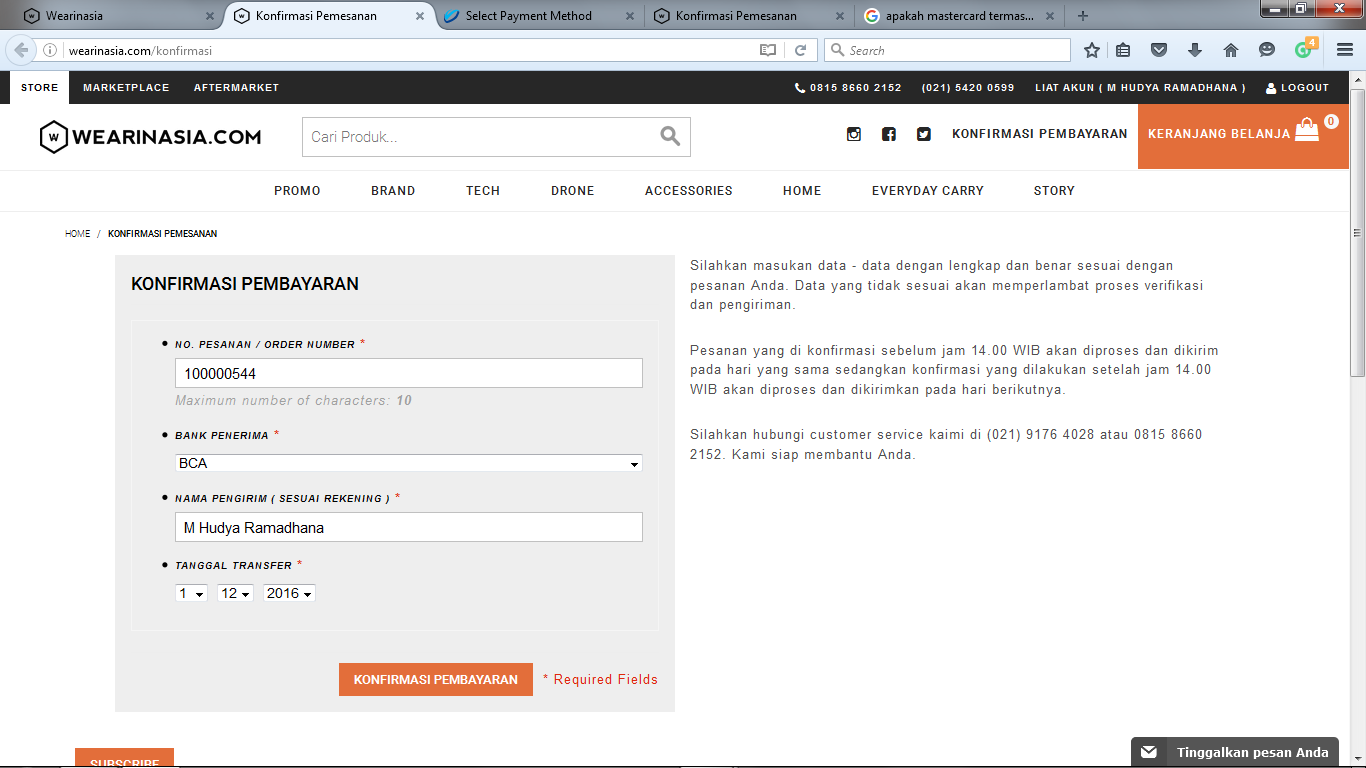 Wearinasia
Konfirmasi Pemesanan
Select Payment Method
Konfirmasi Pemesanan
apakah mastercard termas...
wearinasia.com/konfirmasi
Search
4
STORE MARKETPLACE AFTERMARKET
0815 8660 2152 (021) 5420 0599 LIAT AKUN ( M HUDYA RAMADHANA ) LOGOUT
W WEARINASIA.COM
Cari Produk...
KONFIRMASI PEMBAYARAN
KERANJANG BELANJA 0
PROMO BRAND TECH DRONE ACCESSORIES HOME EVERYDAY CARRY STORY
HOME / KONFIRMASI PEMESANAN
KONFIRMASI PEMBAYARAN
NO. PESANAN / ORDER NUMBER *
100000544
Maximum number of characters: 10
BANK PENERIMA *
BCA
NAMA PENGIRIM ( SESUAI REKENING ) *
M Hudya Ramadhana
TANGGAL TRANSFER *
1 12 2016
KONFIRMASI PEMBAYARAN * Required Fields
Silahkan masukan data - data dengan lengkap dan benar sesuai dengan
pesanan Anda. Data yang tidak sesuai akan memperlambat proses verifikasi
dan pengiriman.
Pesanan yang di konfirmasi sebelum jam 14.00 WIB akan diproses dan dikirim
pada hari yang sama sedangkan konfirmasi yang dilakukan setelah jam 14.00
WIB akan diproses dan dikirimkan pada hari berikutnya.
Silahkan hubungi customer service kaimi di (021) 9176 4028 atau 0815 8660
2152. Kami siap membantu Anda.
SUBSCRIBE
Tinggalkan pesan Anda